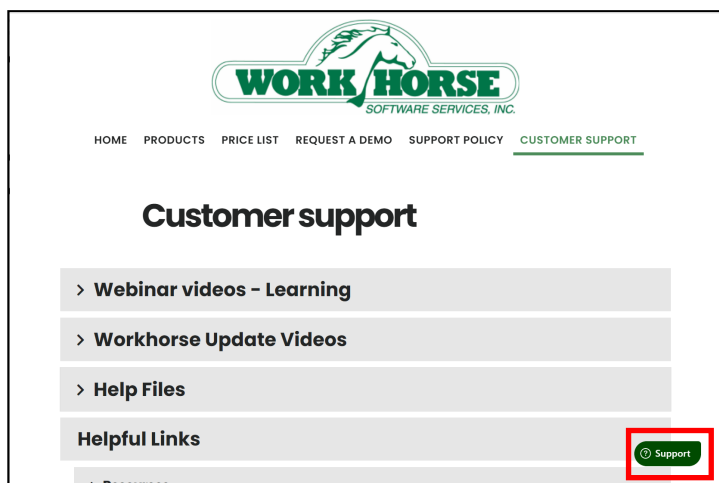 WORK HORSE
SOFTWARE SERVICES, INC.
HOME PRODUCTS PRICE LIST REQUEST A DEMO SUPPORT POLICY CUSTOMER SUPPORT
Customer support
> Webinar videos – Learning
> Workhorse Update Videos
> Help Files
Helpful Links
Support